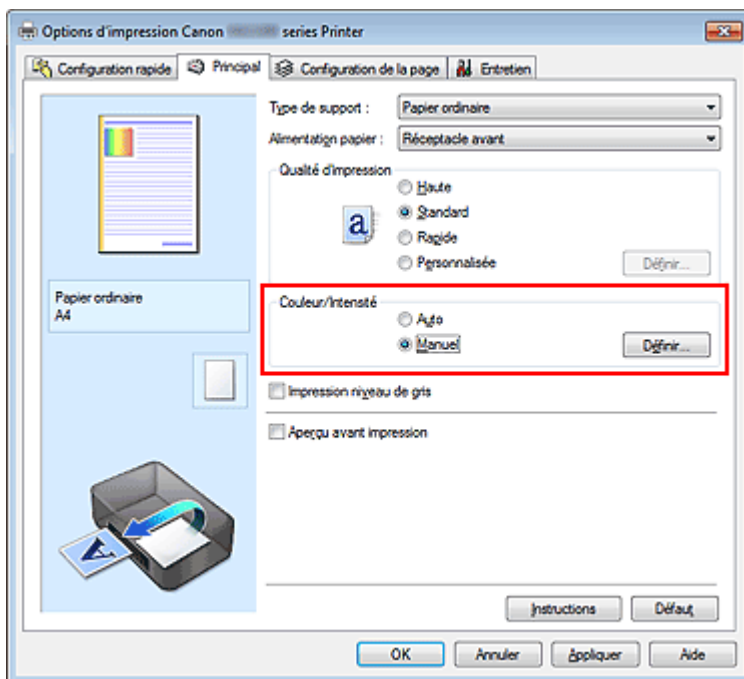 Options d'impression Canon series Printer
Configuration rapide Principal Configuration de la page Entretien
Type de support : Papier ordinaire
Alimentation papier : Réceptacle avant
Qualité d'impression
Haute
Standard
Rapide
Personnalisée Définir...
Papier ordinaire
A4
Couleur/Intensité
Auto
Manuel Définir...
Impression niveau de gris
Aperçu avant impression
Instructions Défaut
OK Annuler Appliquer Aide